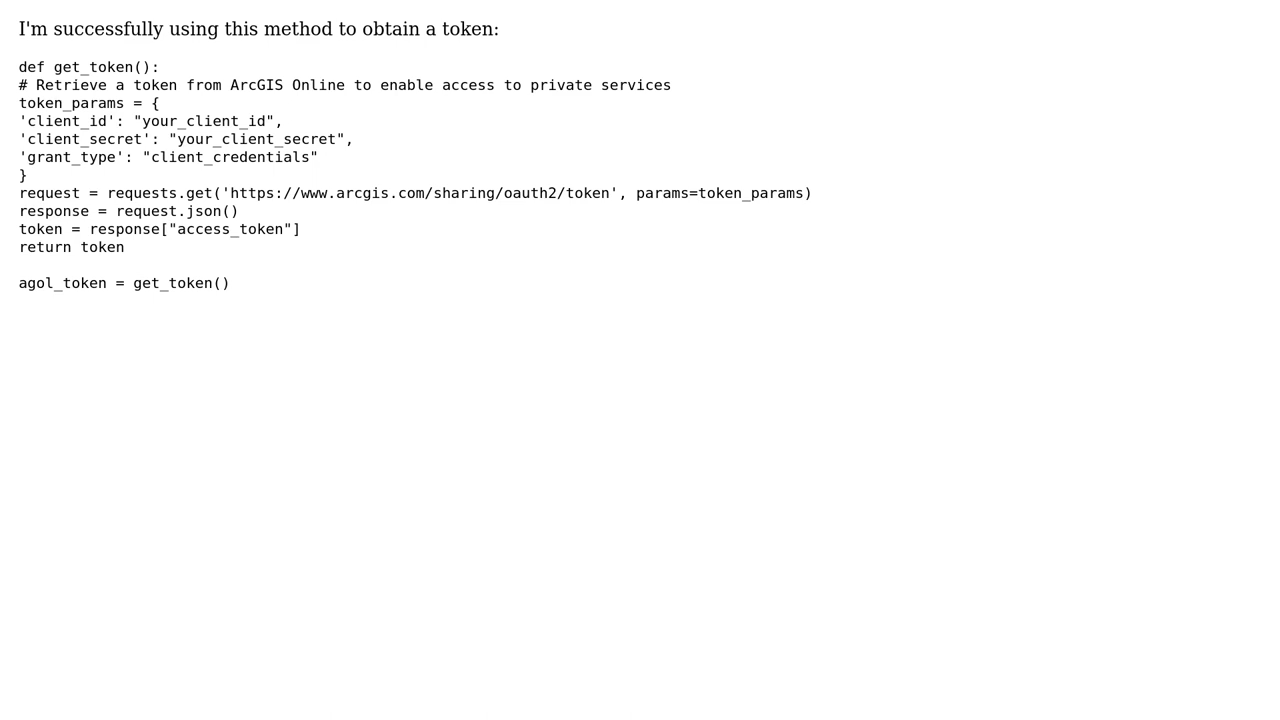 I'm successfully using this method to obtain a token:
def get_token():
# Retrieve a token from ArcGIS Online to enable access to private services
token_params = {
'client_id': "your_client_id",
'client_secret': "your_client_secret",
'grant_type': "client_credentials"
}
request = requests.get('https://www.arcgis.com/sharing/oauth2/token', params=token_params)
response = request.json()
token = response["access_token"]
return token
agol_token = get_token()